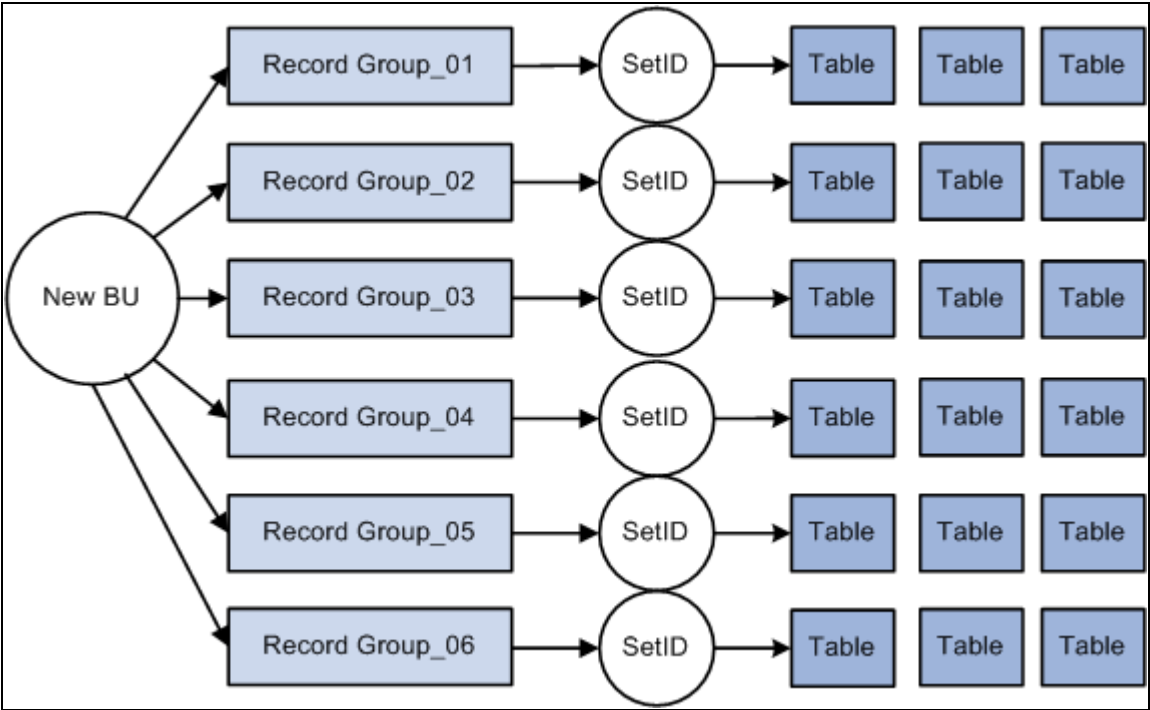 Record Group_01 SetID Table Table Table
Record Group_02 SetID Table Table Table
New BU Record Group_03 SetID Table Table Table
Record Group_04 SetID Table Table Table
Record Group_05 SetID Table Table Table
Record Group_06 SetID Table Table Table